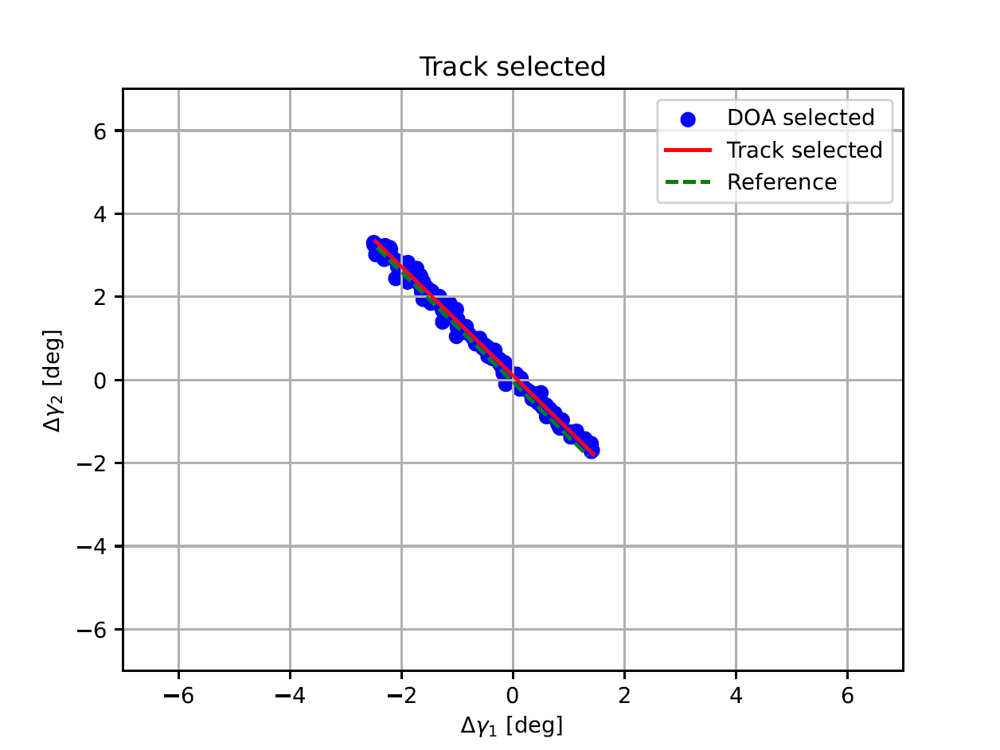 Track selected
DOA selected
Track selected
Reference
6
4
2
0
−2
−4
−6
Δγ₂ [deg]
−6 −4 −2 0 2 4 6
Δγ₁ [deg]